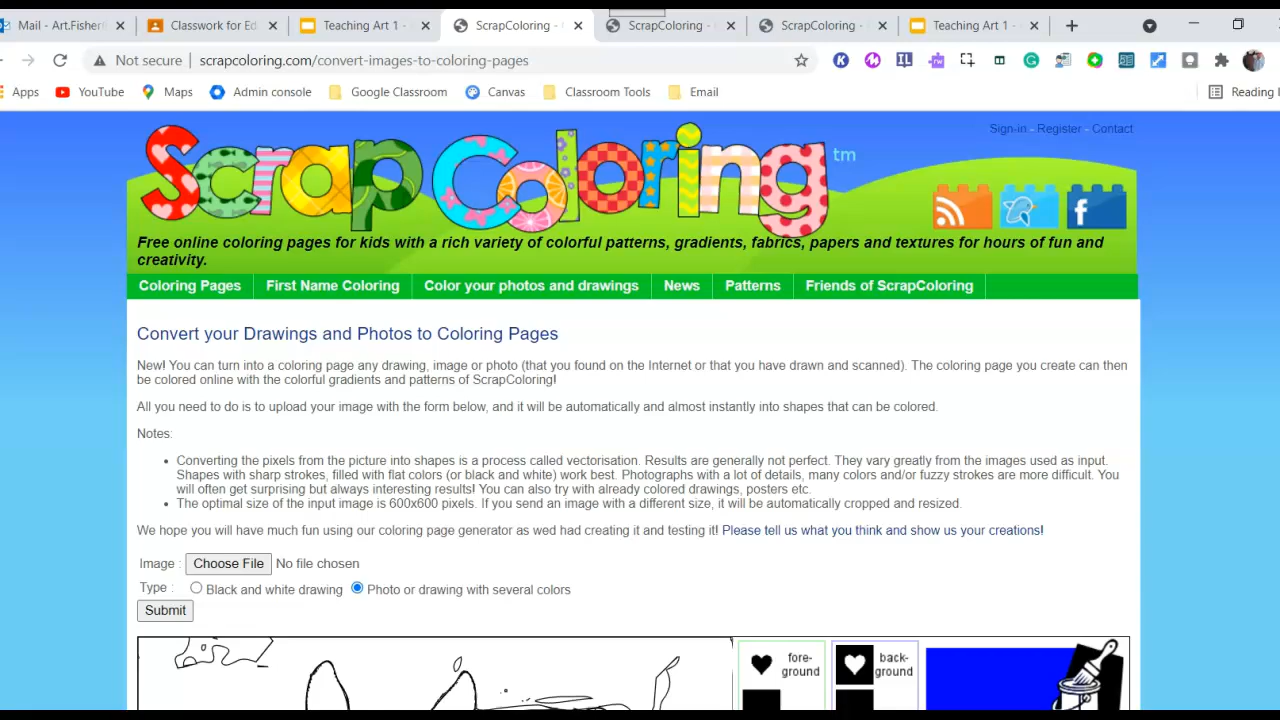 Mail - Art.Fisher
Classwork for Ed
Teaching Art 1 -
ScrapColoring - C
ScrapColoring -
ScrapColoring -
Teaching Art 1 -
Not secure | scrapcoloring.com/convert-images-to-coloring-pages
Apps
YouTube
Maps
Admin console
Google Classroom
Canvas
Classroom Tools
Email
Reading
Sign-in - Register - Contact
Scrap Coloring tm
Free online coloring pages for kids with a rich variety of colorful patterns, gradients, fabrics, papers and textures for hours of fun and
creativity.
Coloring Pages
First Name Coloring
Color your photos and drawings
News
Patterns
Friends of ScrapColoring
Convert your Drawings and Photos to Coloring Pages
New! You can turn into a coloring page any drawing, image or photo (that you found on the Internet or that you have drawn and scanned). The coloring page you create can then
be colored online with the colorful gradients and patterns of ScrapColoring!
All you need to do is to upload your image with the form below, and it will be automatically and almost instantly into shapes that can be colored.
Notes:
• Converting the pixels from the picture into shapes is a process called vectorisation. Results are generally not perfect. They vary greatly from the images used as input.
Shapes with sharp strokes, filled with flat colors (or black and white) work best. Photographs with a lot of details, many colors and/or fuzzy strokes are more difficult. You
will often get surprising but always interesting results! You can also try with already colored drawings, posters etc.
• The optimal size of the input image is 600x600 pixels. If you send an image with a different size, it will be automatically cropped and resized.
We hope you will have much fun using our coloring page generator as wed had creating it and testing it! Please tell us what you think and show us your creations!
Image : Choose File No file chosen
Type : Black and white drawing Photo or drawing with several colors
Submit
fore-
ground
back-
ground